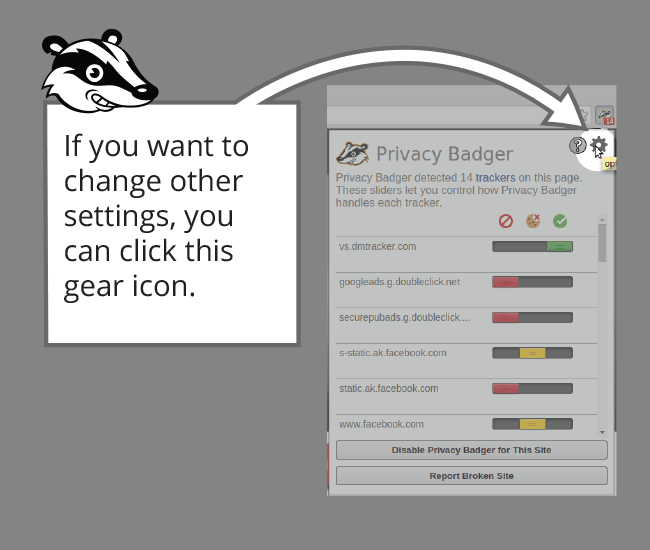 If you want to
change other
settings, you
can click this
gear icon.
14
Privacy Badger
?
op
Privacy Badger detected 14 trackers on this page.
These sliders let you control how Privacy Badger
handles each tracker.
vs.dmtracker.com
googleads.g.doubleclick.net
securepubads.g.doubleclick....
s-static.ak.facebook.com
static.ak.facebook.com
www.facebook.com
Disable Privacy Badger for This Site
Report Broken Site